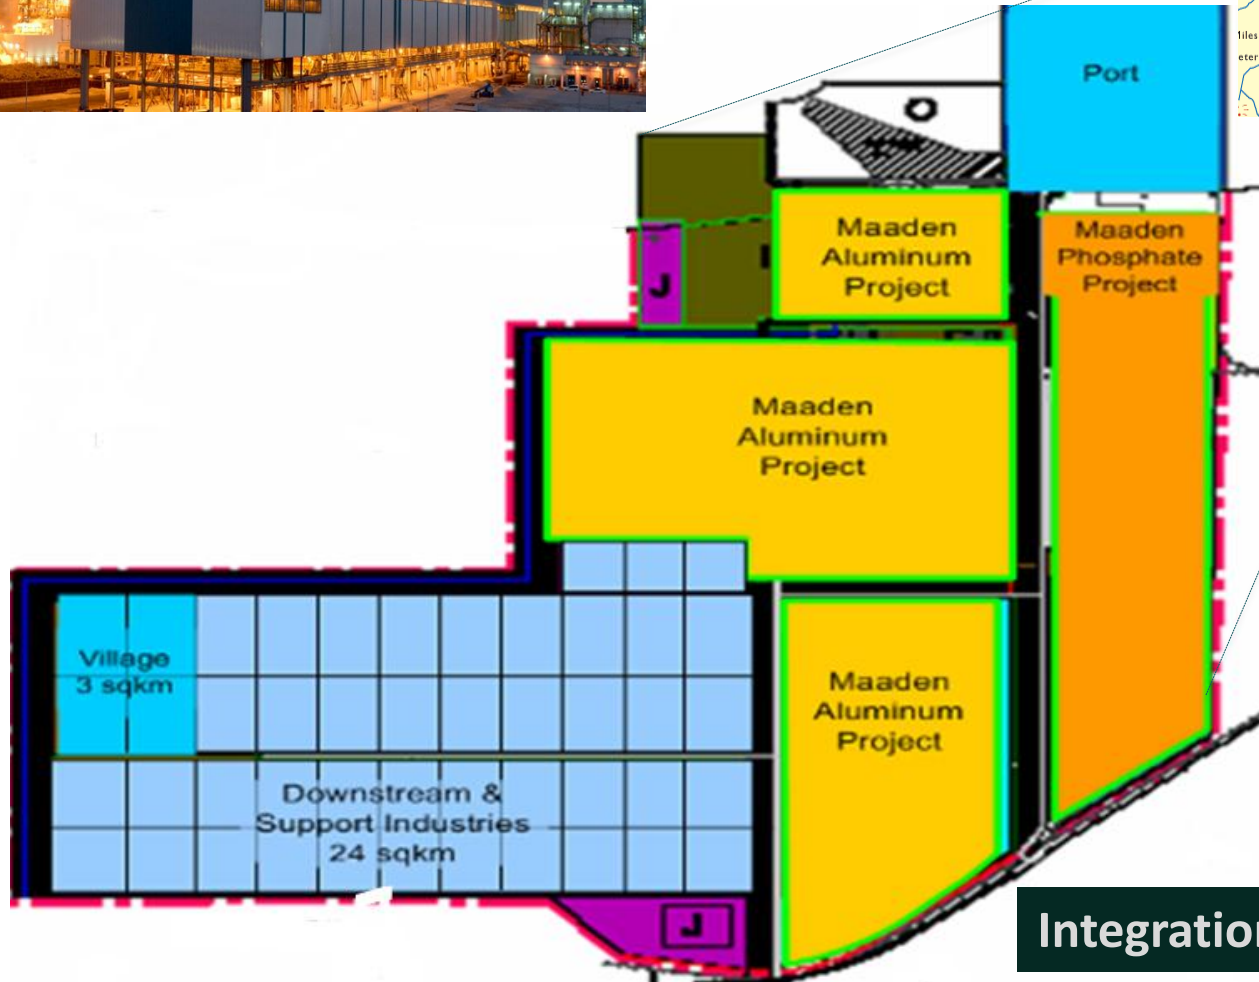 Port
Maaden
Aluminum
Project
Maaden
Phosphate
Project
J
Maaden
Aluminum
Project
Village
3 sqkm
Maaden
Aluminum
Project
Downstream &
Support Industries
24 sqkm
J